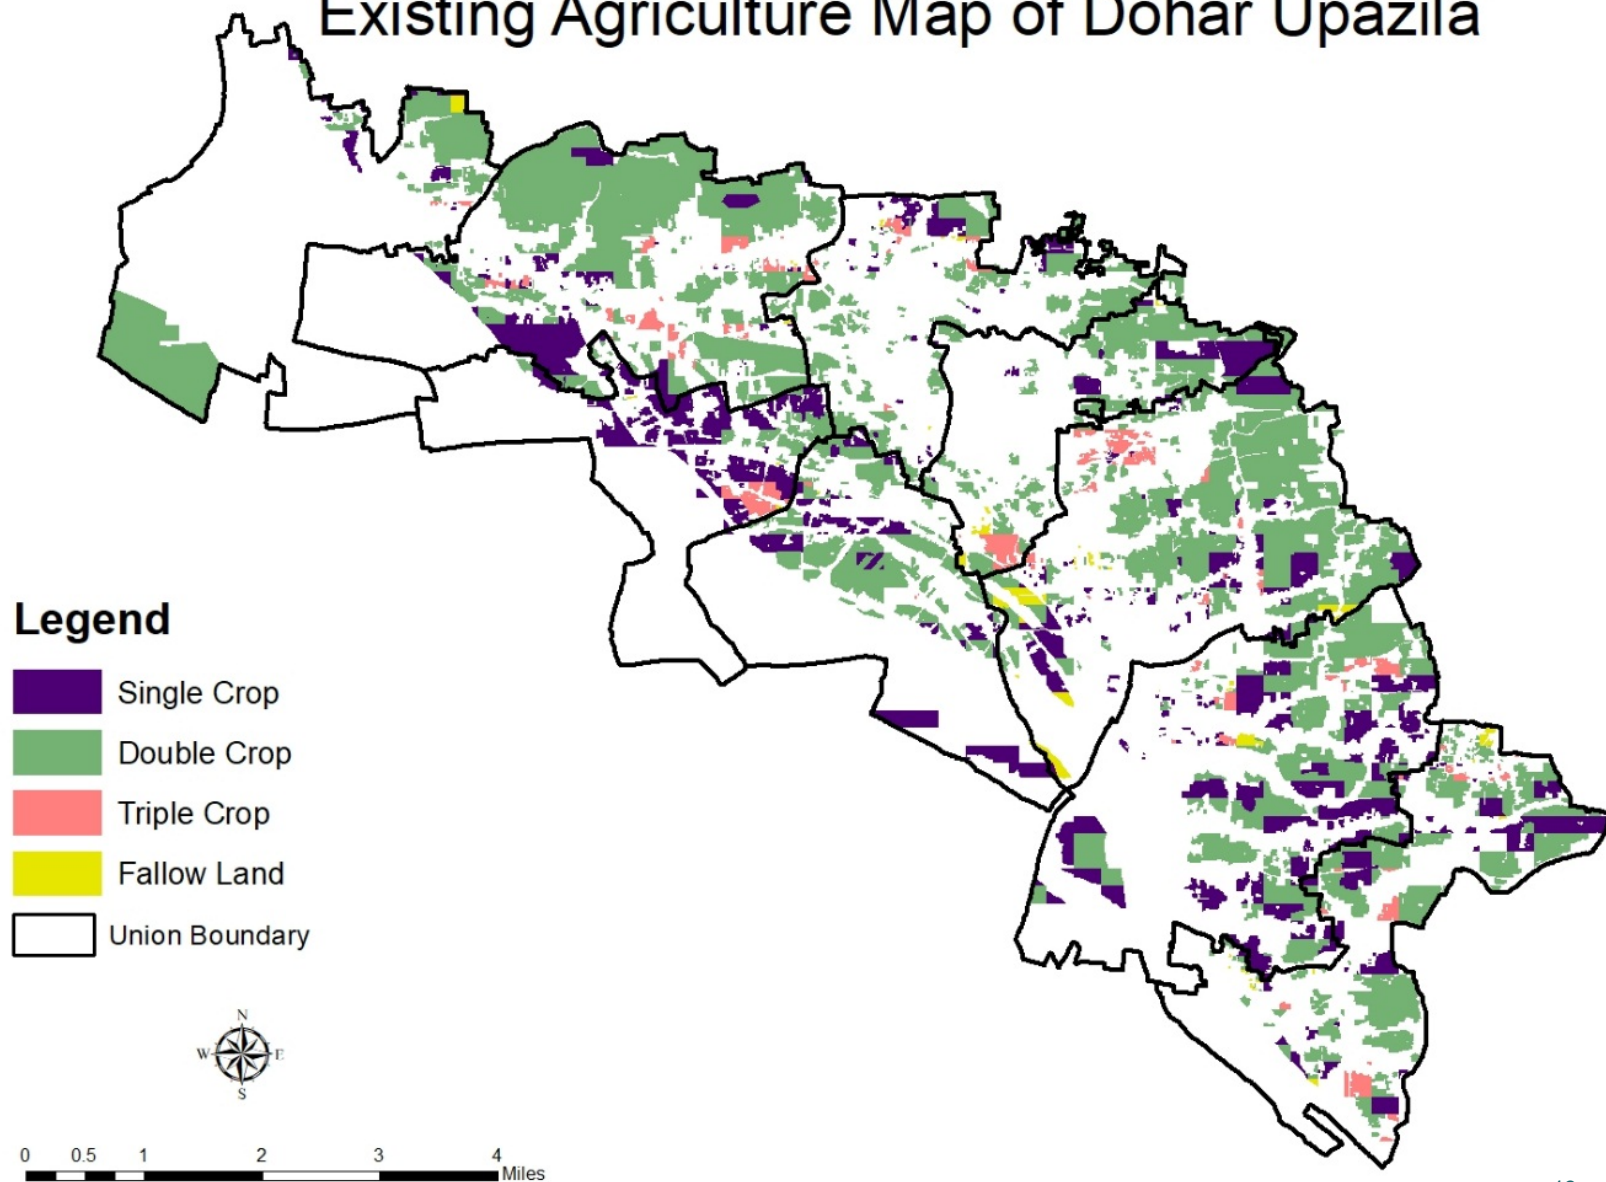 Existing Agriculture Map of Dohar Upazila
Legend
Single Crop
Double Crop
Triple Crop
Fallow Land
Union Boundary
N
W E
S
0 0.5 1 2 3 4
Miles